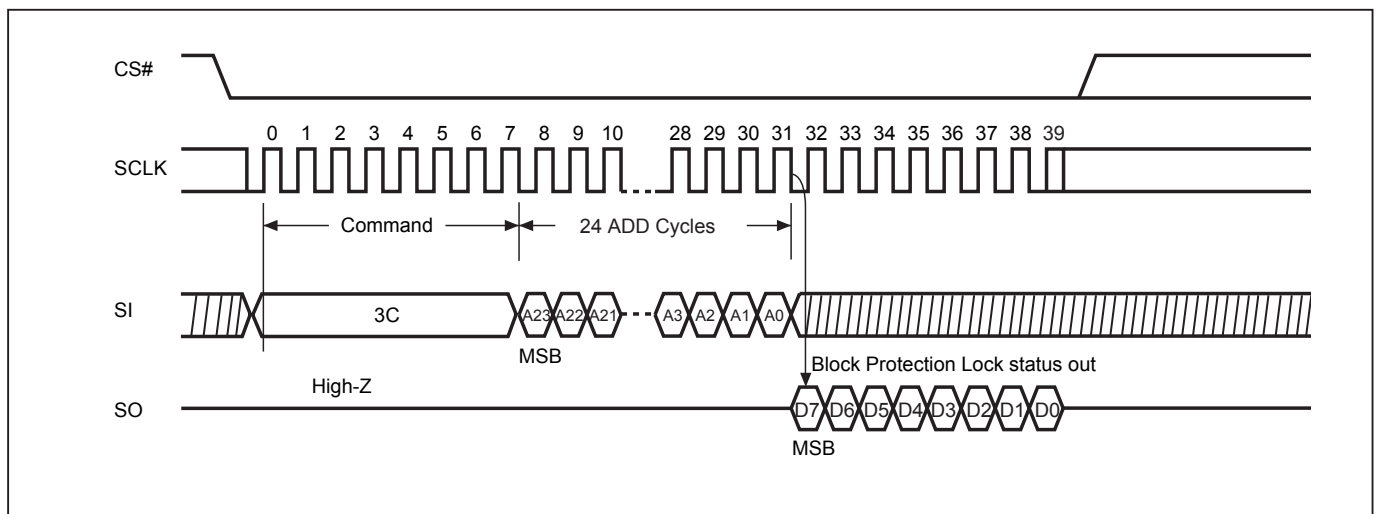 CS#
0 1 2 3 4 5 6 7 8 9 10 28 29 30 31 32 33 34 35 36 37 38 39
SCLK
Command 24 ADD Cycles
SI 3C A23 A22 A21 A3 A2 A1 A0
MSB
Block Protection Lock status out
High-Z
SO D7 D6 D5 D4 D3 D2 D1 D0
MSB